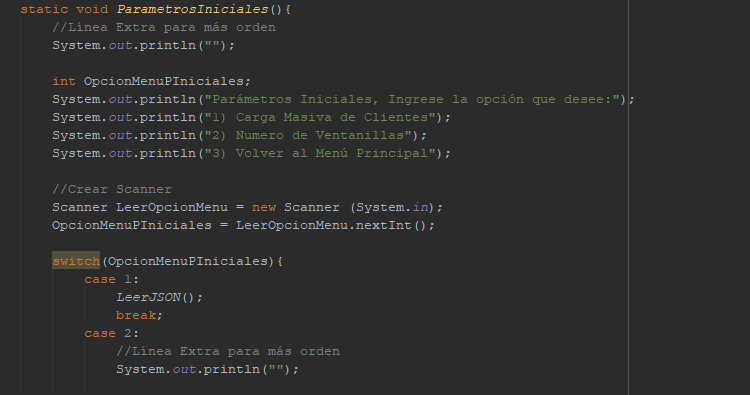 static void ParametrosIniciales(){
//Línea Extra para más orden
System.out.println("");
int OpcionMenuPIniciales;
System.out.println("Parámetros Iniciales, Ingrese la opción que desee:");
System.out.println("1) Carga Masiva de Clientes");
System.out.println("2) Numero de Ventanillas");
System.out.println("3) Volver al Menú Principal");
//Crear Scanner
Scanner LeerOpcionMenu = new Scanner (System.in);
OpcionMenuPIniciales = LeerOpcionMenu.nextInt();
switch(OpcionMenuPIniciales){
case 1:
LeerJSON();
break;
case 2:
//Línea Extra para más orden
System.out.println("");